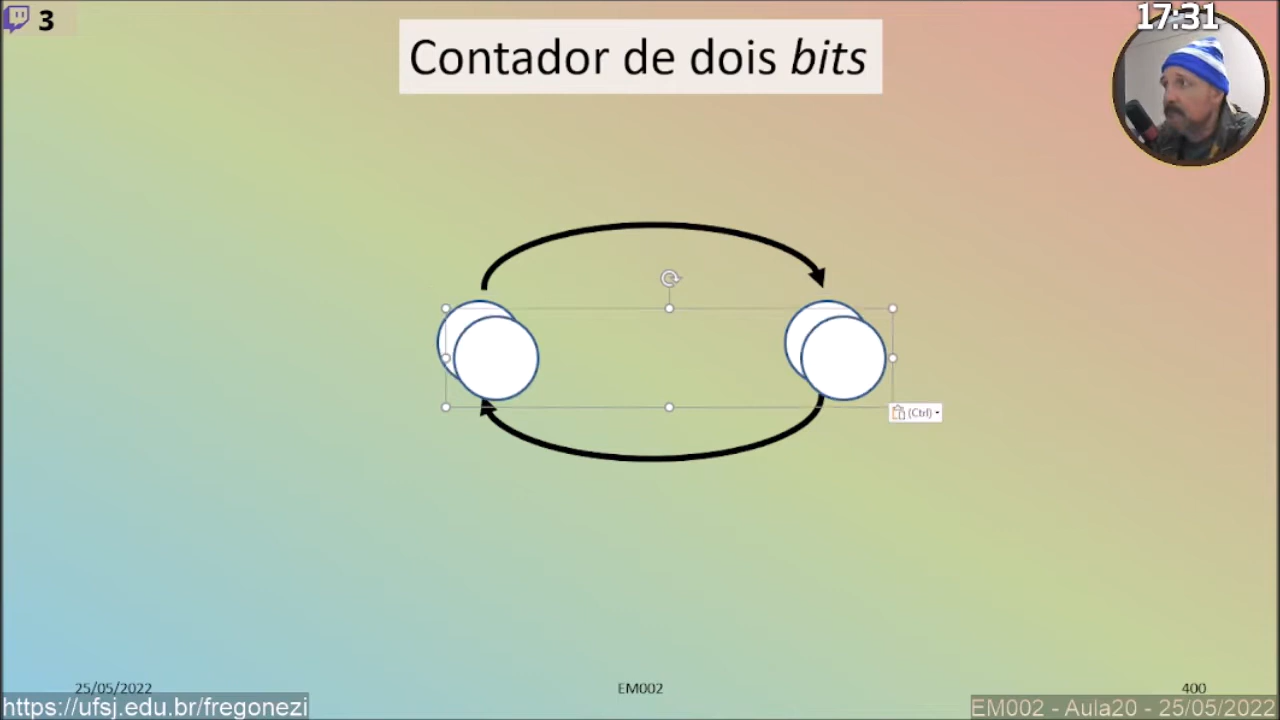 3
17:31
Contador de dois bits
(Ctrl)
25/05/2022
EM002
400
https://ufsj.edu.br/fregonezi
EM002 - Aula20 - 25/05/2022